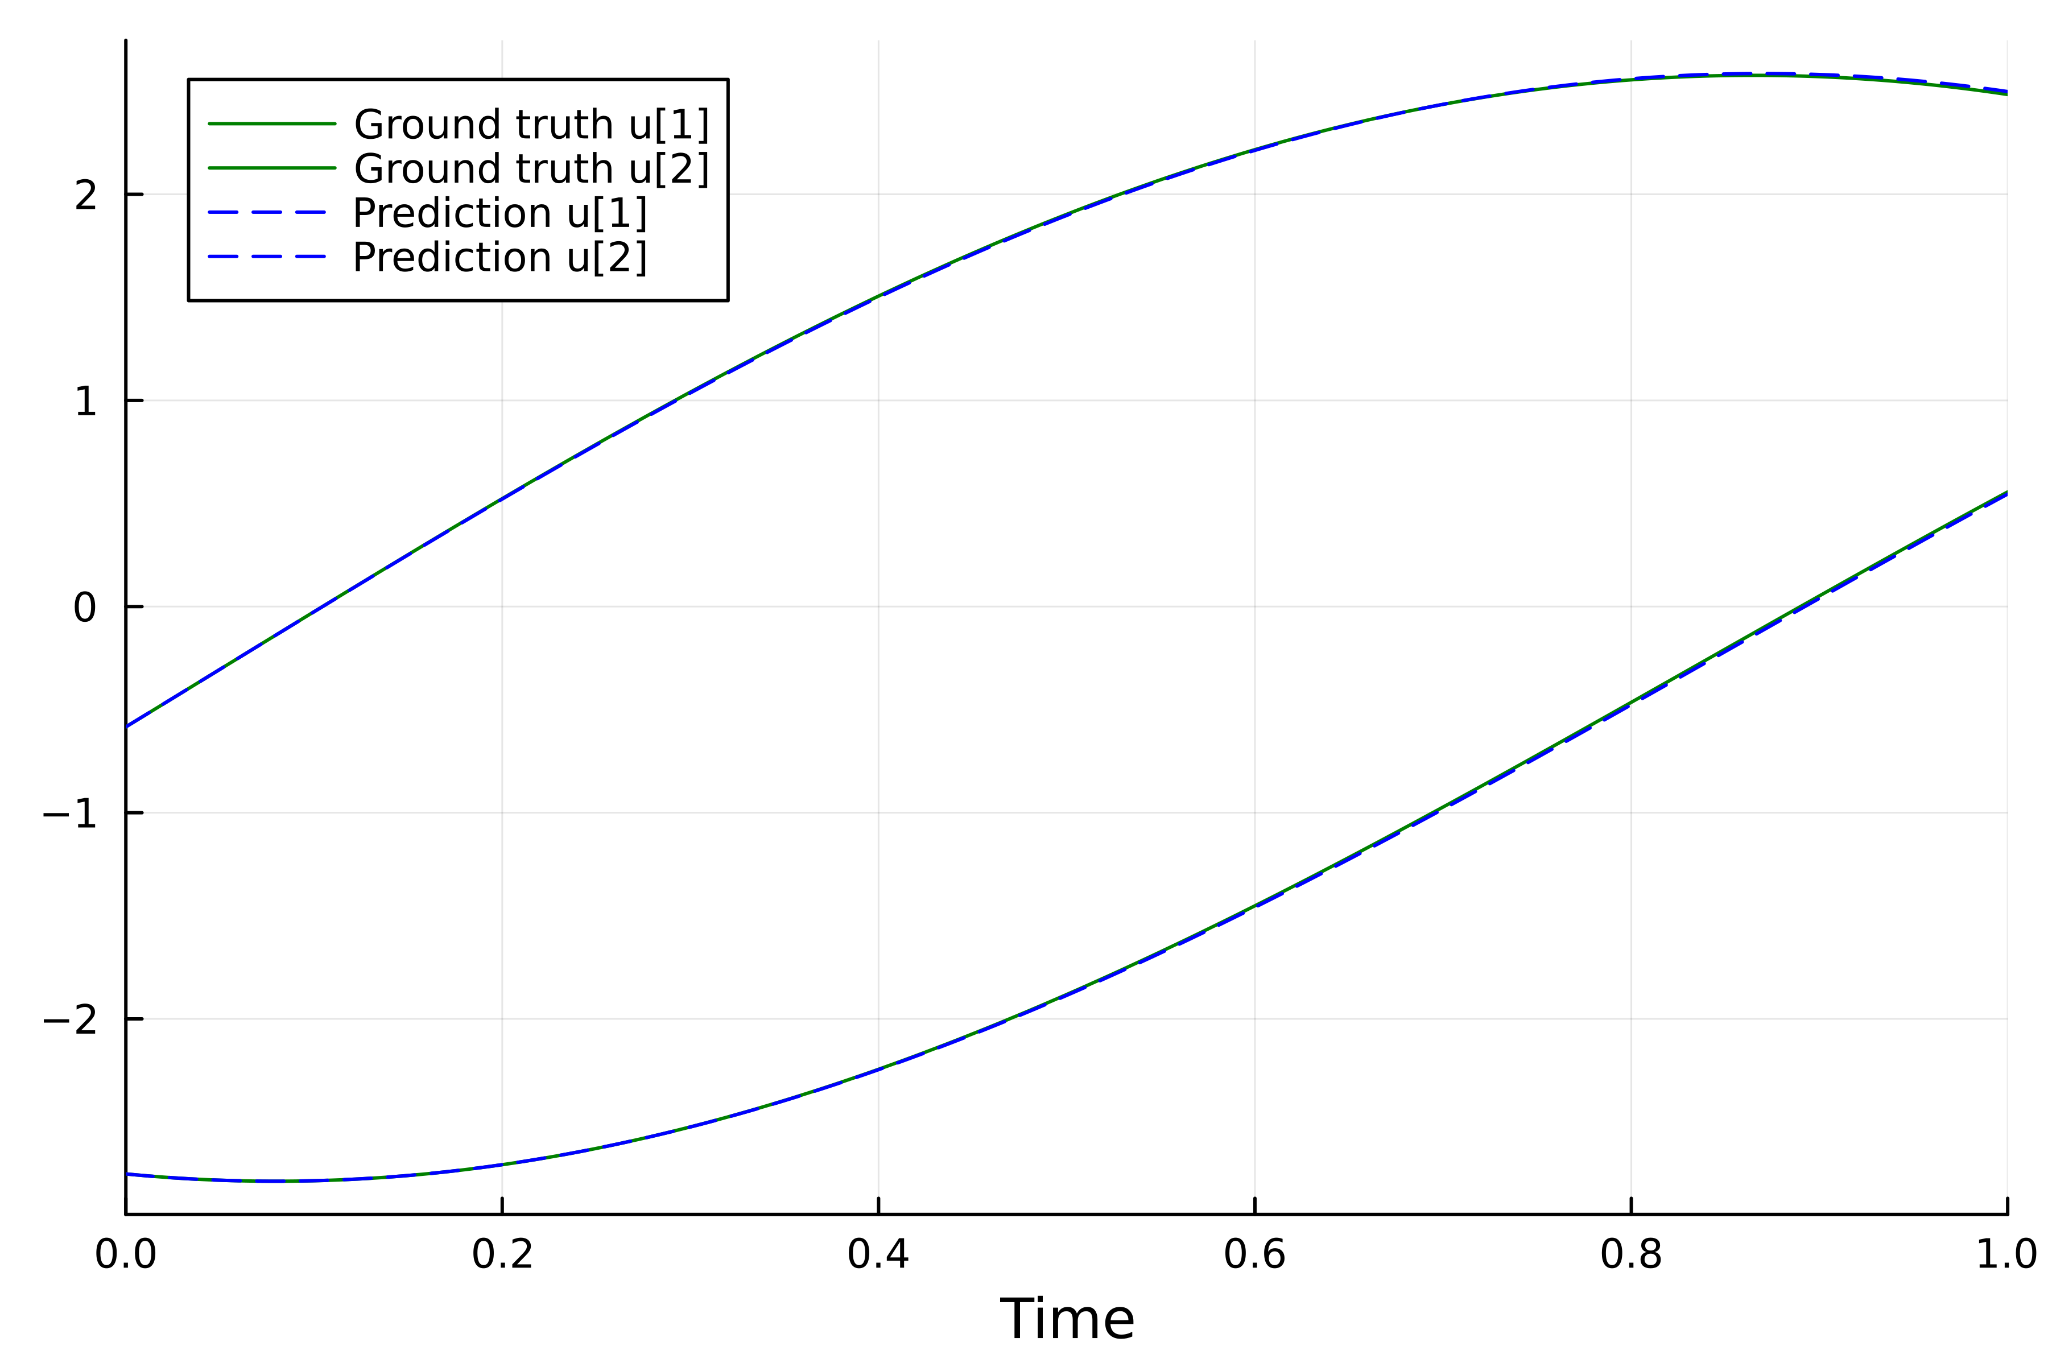 Ground truth u[1]
Ground truth u[2]
Prediction u[1]
Prediction u[2]
2
1
0
−1
−2
0.0 0.2 0.4 0.6 0.8 1.0
Time